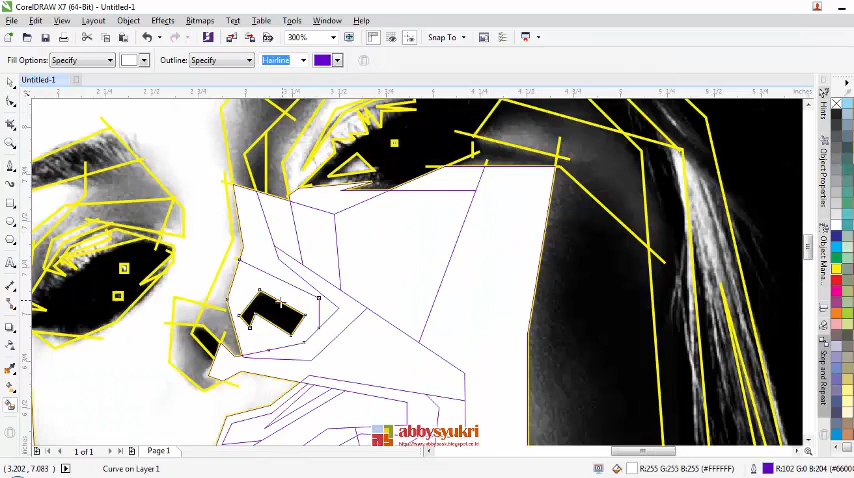 CorelDRAW X7 (64-Bit) - Untitled-1
File Edit View Layout Object Effects Bitmaps Text Table Tools Window Help
300% Snap To
Fill Options: Specify Outline: Specify Hairline
Untitled-1
inches
Hints
Object Properties
Object Mana...
Step and Repeat
abbysyukri
1 of 1 Page 1
(3.202, 7.083) Curve on Layer 1 R:255 G:255 B:255 (#FFFFFF) R:102 G:0 B:204 (#6600